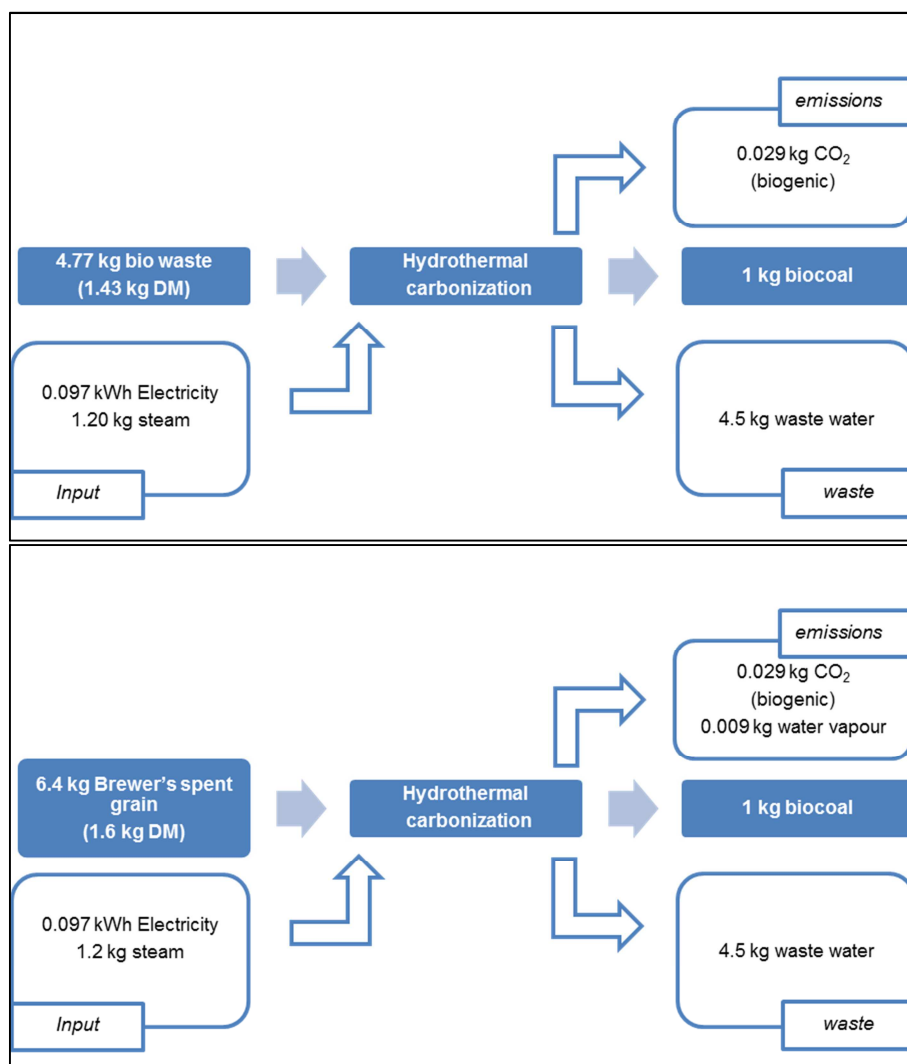 emissions
0.029 kg CO₂
(biogenic)
4.77 kg bio waste
(1.43 kg DM)
Hydrothermal
carbonization
1 kg biocoal
0.097 kWh Electricity
1.20 kg steam
Input
4.5 kg waste water
waste
emissions
0.029 kg CO₂
(biogenic)
0.009 kg water vapour
6.4 kg Brewer's spent
grain
(1.6 kg DM)
Hydrothermal
carbonization
1 kg biocoal
0.097 kWh Electricity
1.2 kg steam
Input
4.5 kg waste water
waste